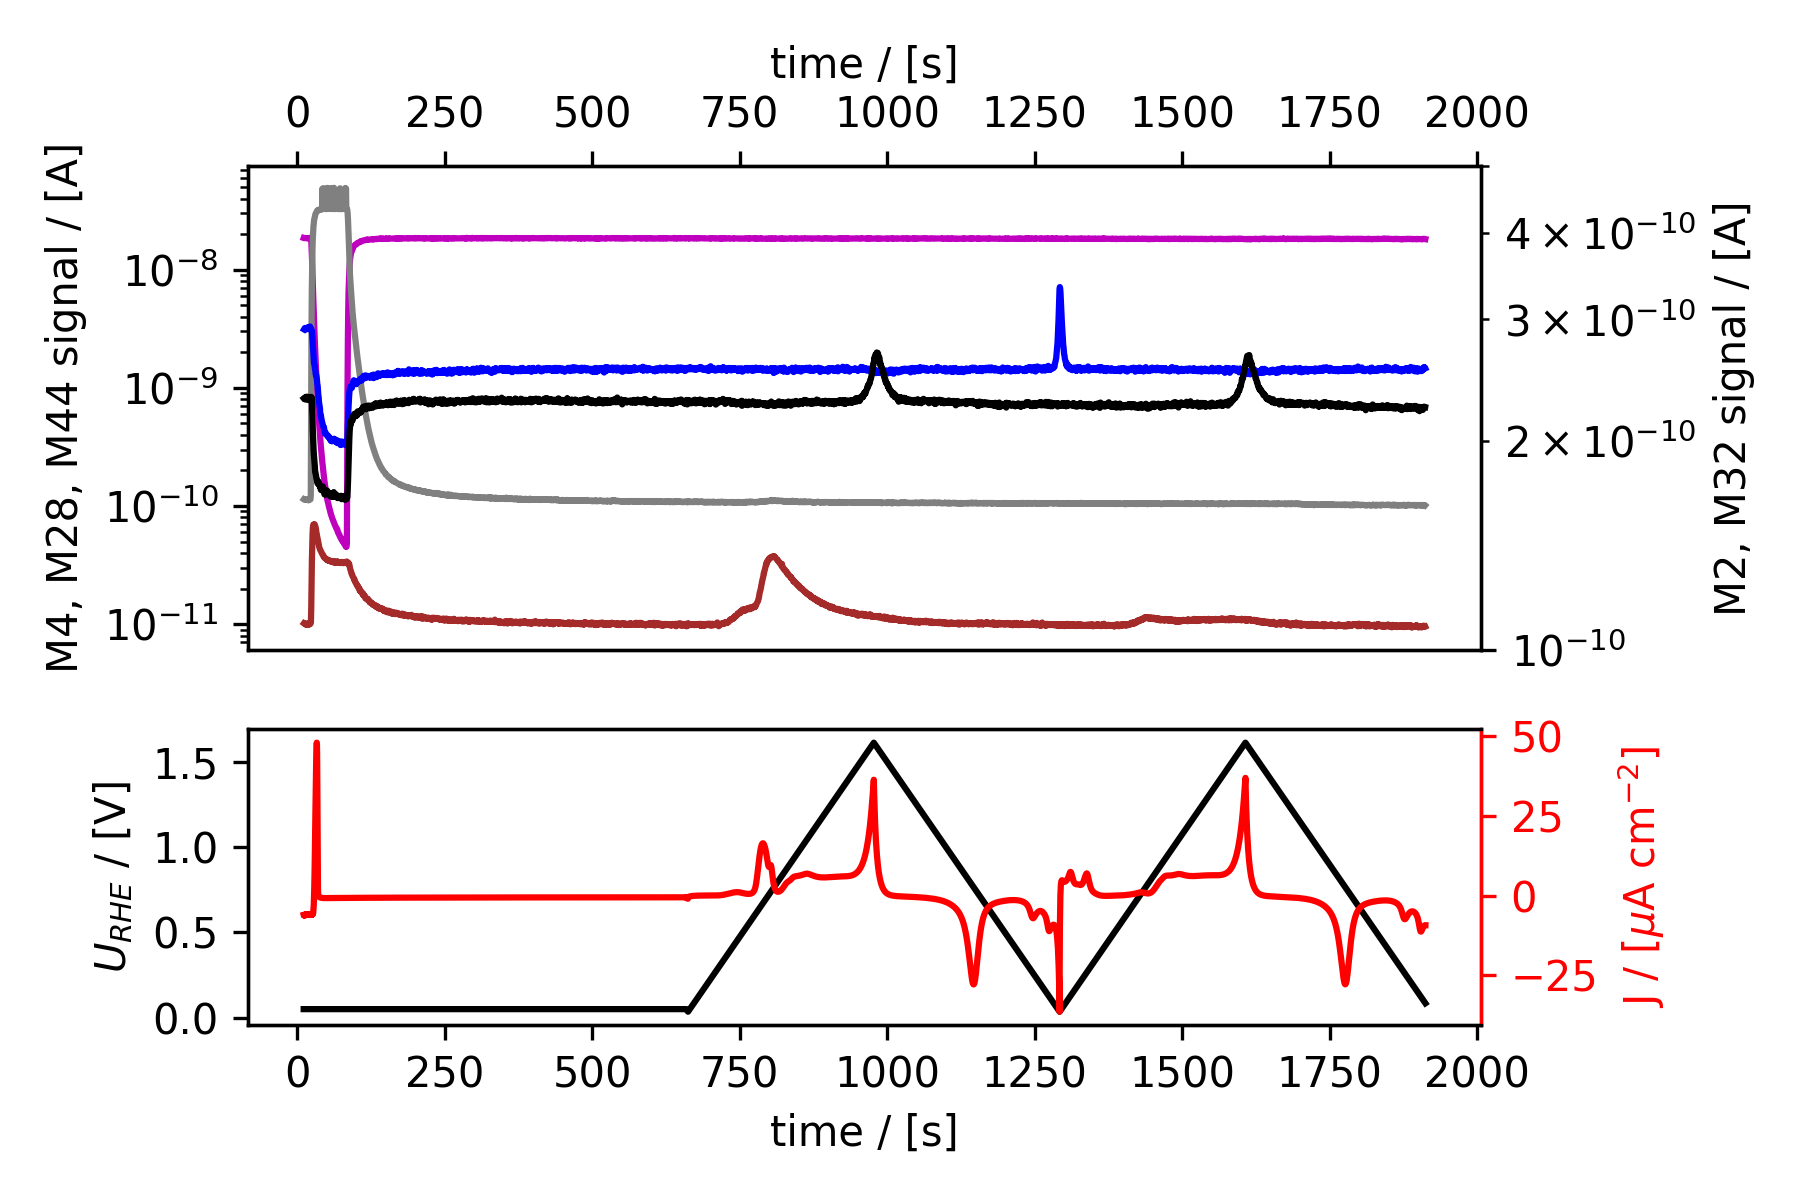 time / [s]
0 250 500 750 1000 1250 1500 1750 2000
M4, M28, M44 signal / [A]
10⁻⁸
10⁻⁹
10⁻¹⁰
10⁻¹¹
4 × 10⁻¹⁰
3 × 10⁻¹⁰
2 × 10⁻¹⁰
10⁻¹⁰
M2, M32 signal / [A]
U_RHE / [V]
1.5
1.0
0.5
0.0
50
25
0
−25
J / [μA cm⁻²]
0 250 500 750 1000 1250 1500 1750 2000
time / [s]